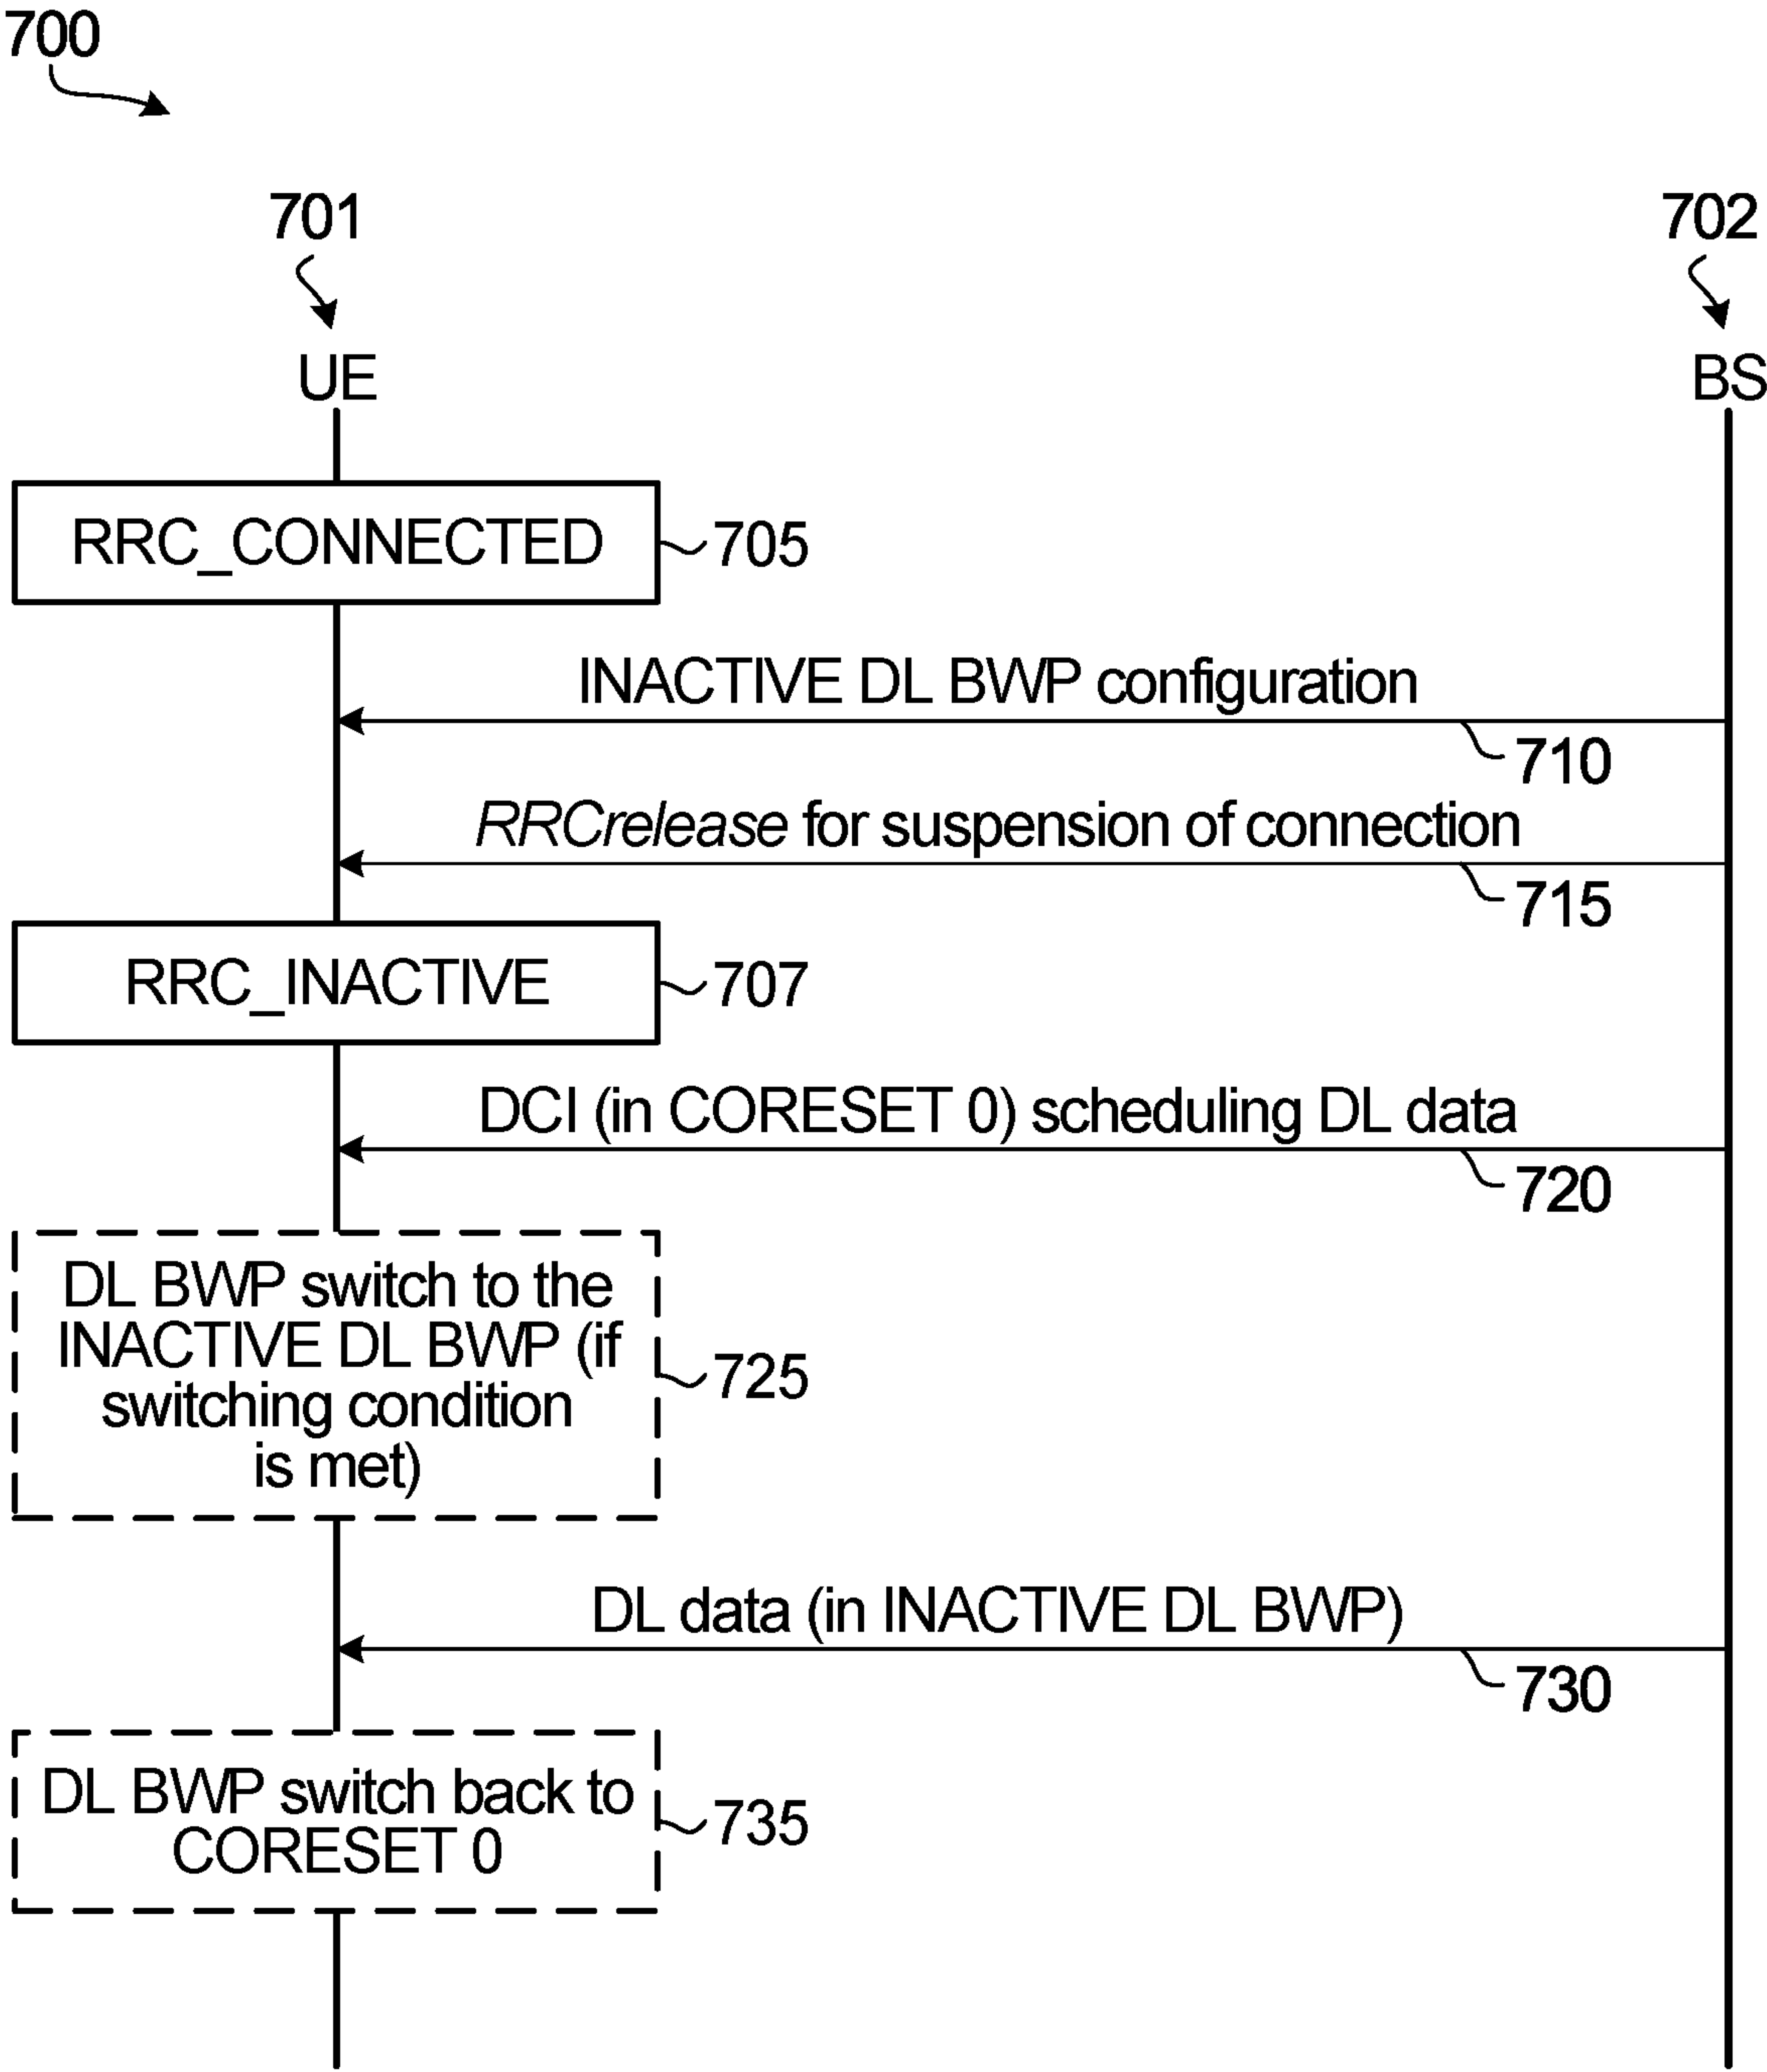 700
701
702
UE
BS
RRC_CONNECTED
705
INACTIVE DL BWP configuration
710
RRCrelease for suspension of connection
715
RRC_INACTIVE
707
DCI (in CORESET 0) scheduling DL data
720
DL BWP switch to the
INACTIVE DL BWP (if
switching condition
is met)
725
DL data (in INACTIVE DL BWP)
730
DL BWP switch back to
CORESET 0
735